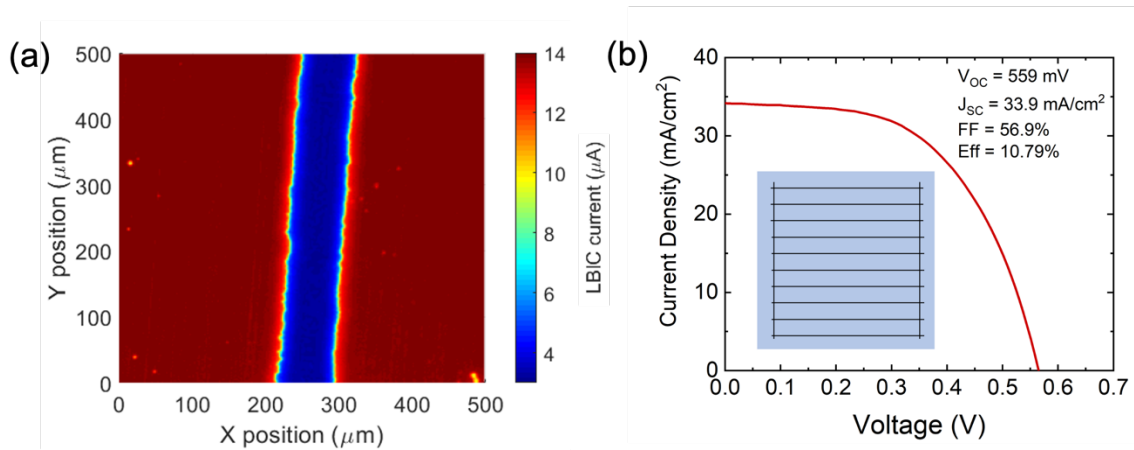 (a)
500
400
300
200
100
0
Y position (μm)
0
100
200
300
400
500
X position (μm)
14
12
10
8
6
4
LBIC current (μA)
(b)
40
30
20
10
0
Current Density (mA/cm²)
V_OC = 559 mV
J_SC = 33.9 mA/cm²
FF = 56.9%
Eff = 10.79%
0.0
0.1
0.2
0.3
0.4
0.5
0.6
0.7
Voltage (V)